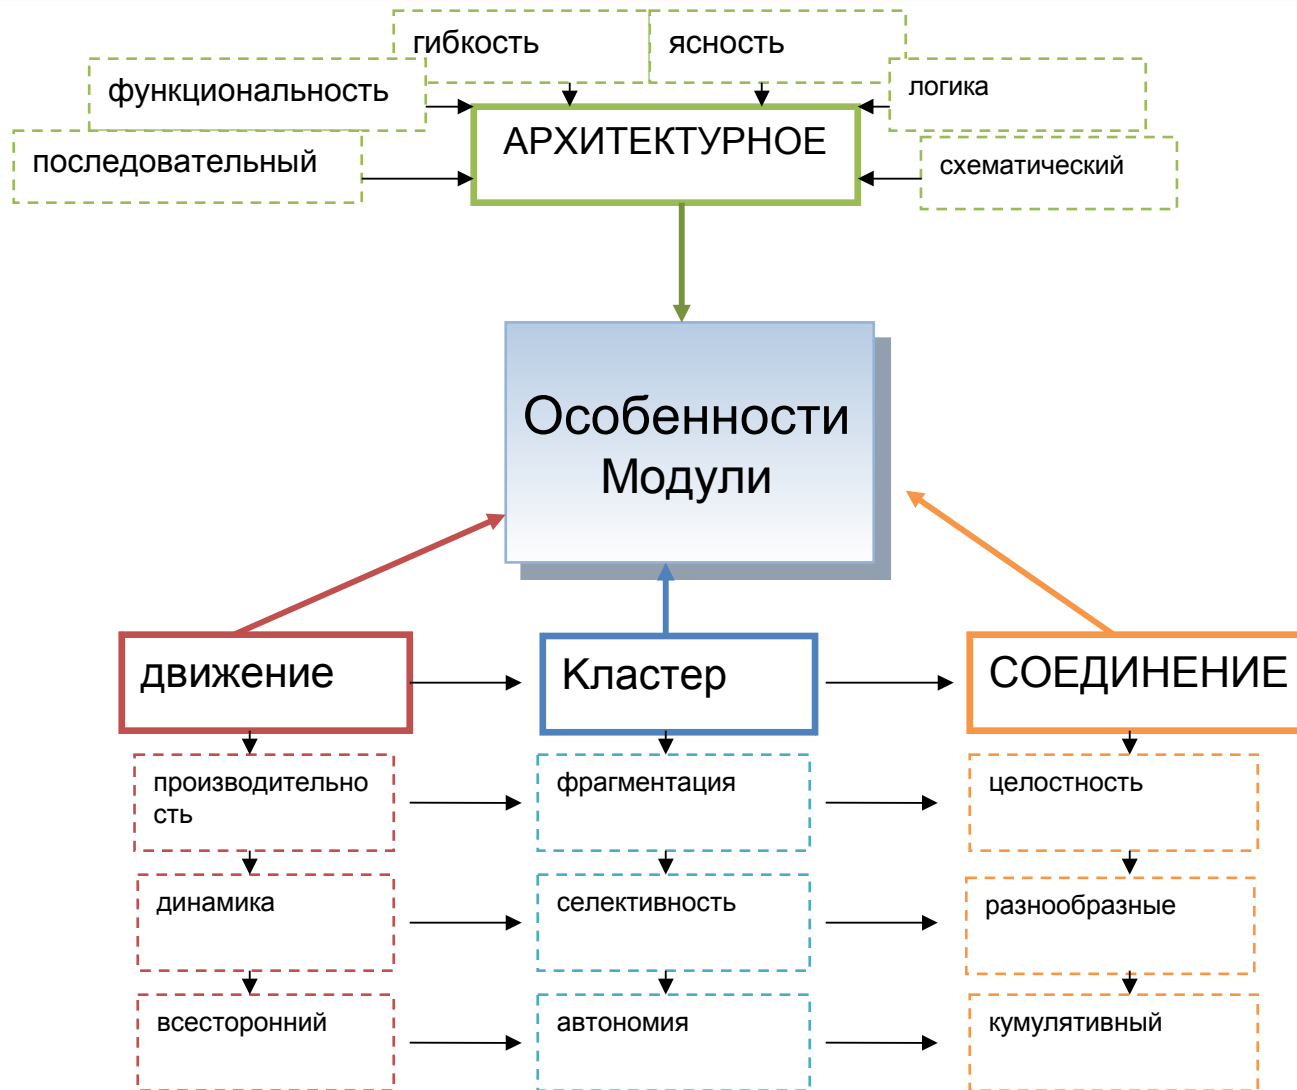 гибкость
ясность
функциональность
логика
АРХИТЕКТУРНОЕ
последовательный
схематический
Особенности
Модули
движение
Кластер
СОЕДИНЕНИЕ
производительно
сть
фрагментация
целостность
динамика
селективность
разнообразные
всесторонний
автономия
кумулятивный